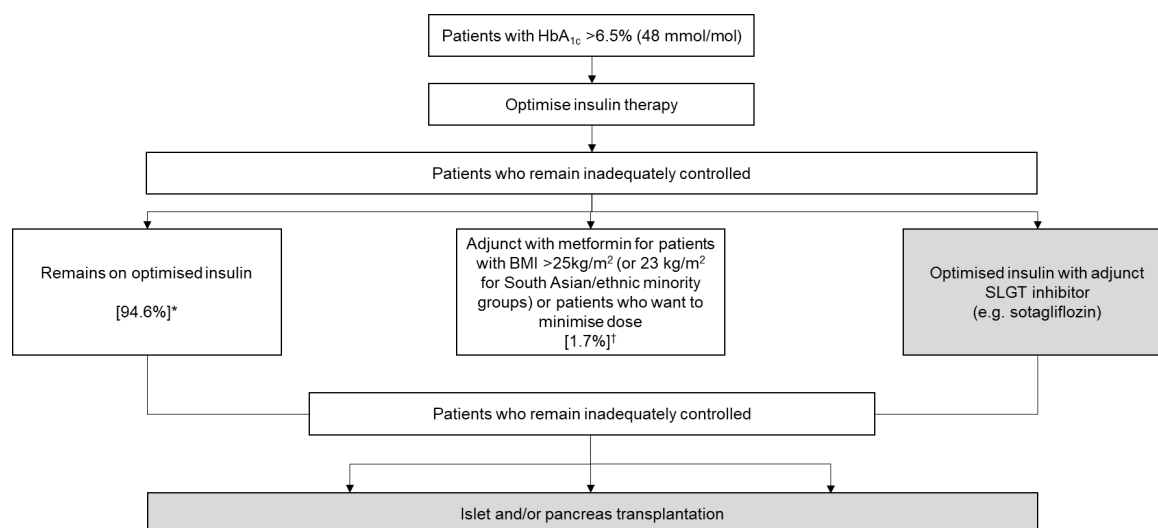 Patients with HbA1c >6.5% (48 mmol/mol)
Optimise insulin therapy
Patients who remain inadequately controlled
Remains on optimised insulin
[94.6%]*
Adjunct with metformin for patients
with BMI >25kg/m² (or 23 kg/m²
for South Asian/ethnic minority
groups) or patients who want to
minimise dose
[1.7%]†
Optimised insulin with adjunct
SLGT inhibitor
(e.g. sotagliflozin)
Patients who remain inadequately controlled
Islet and/or pancreas transplantation